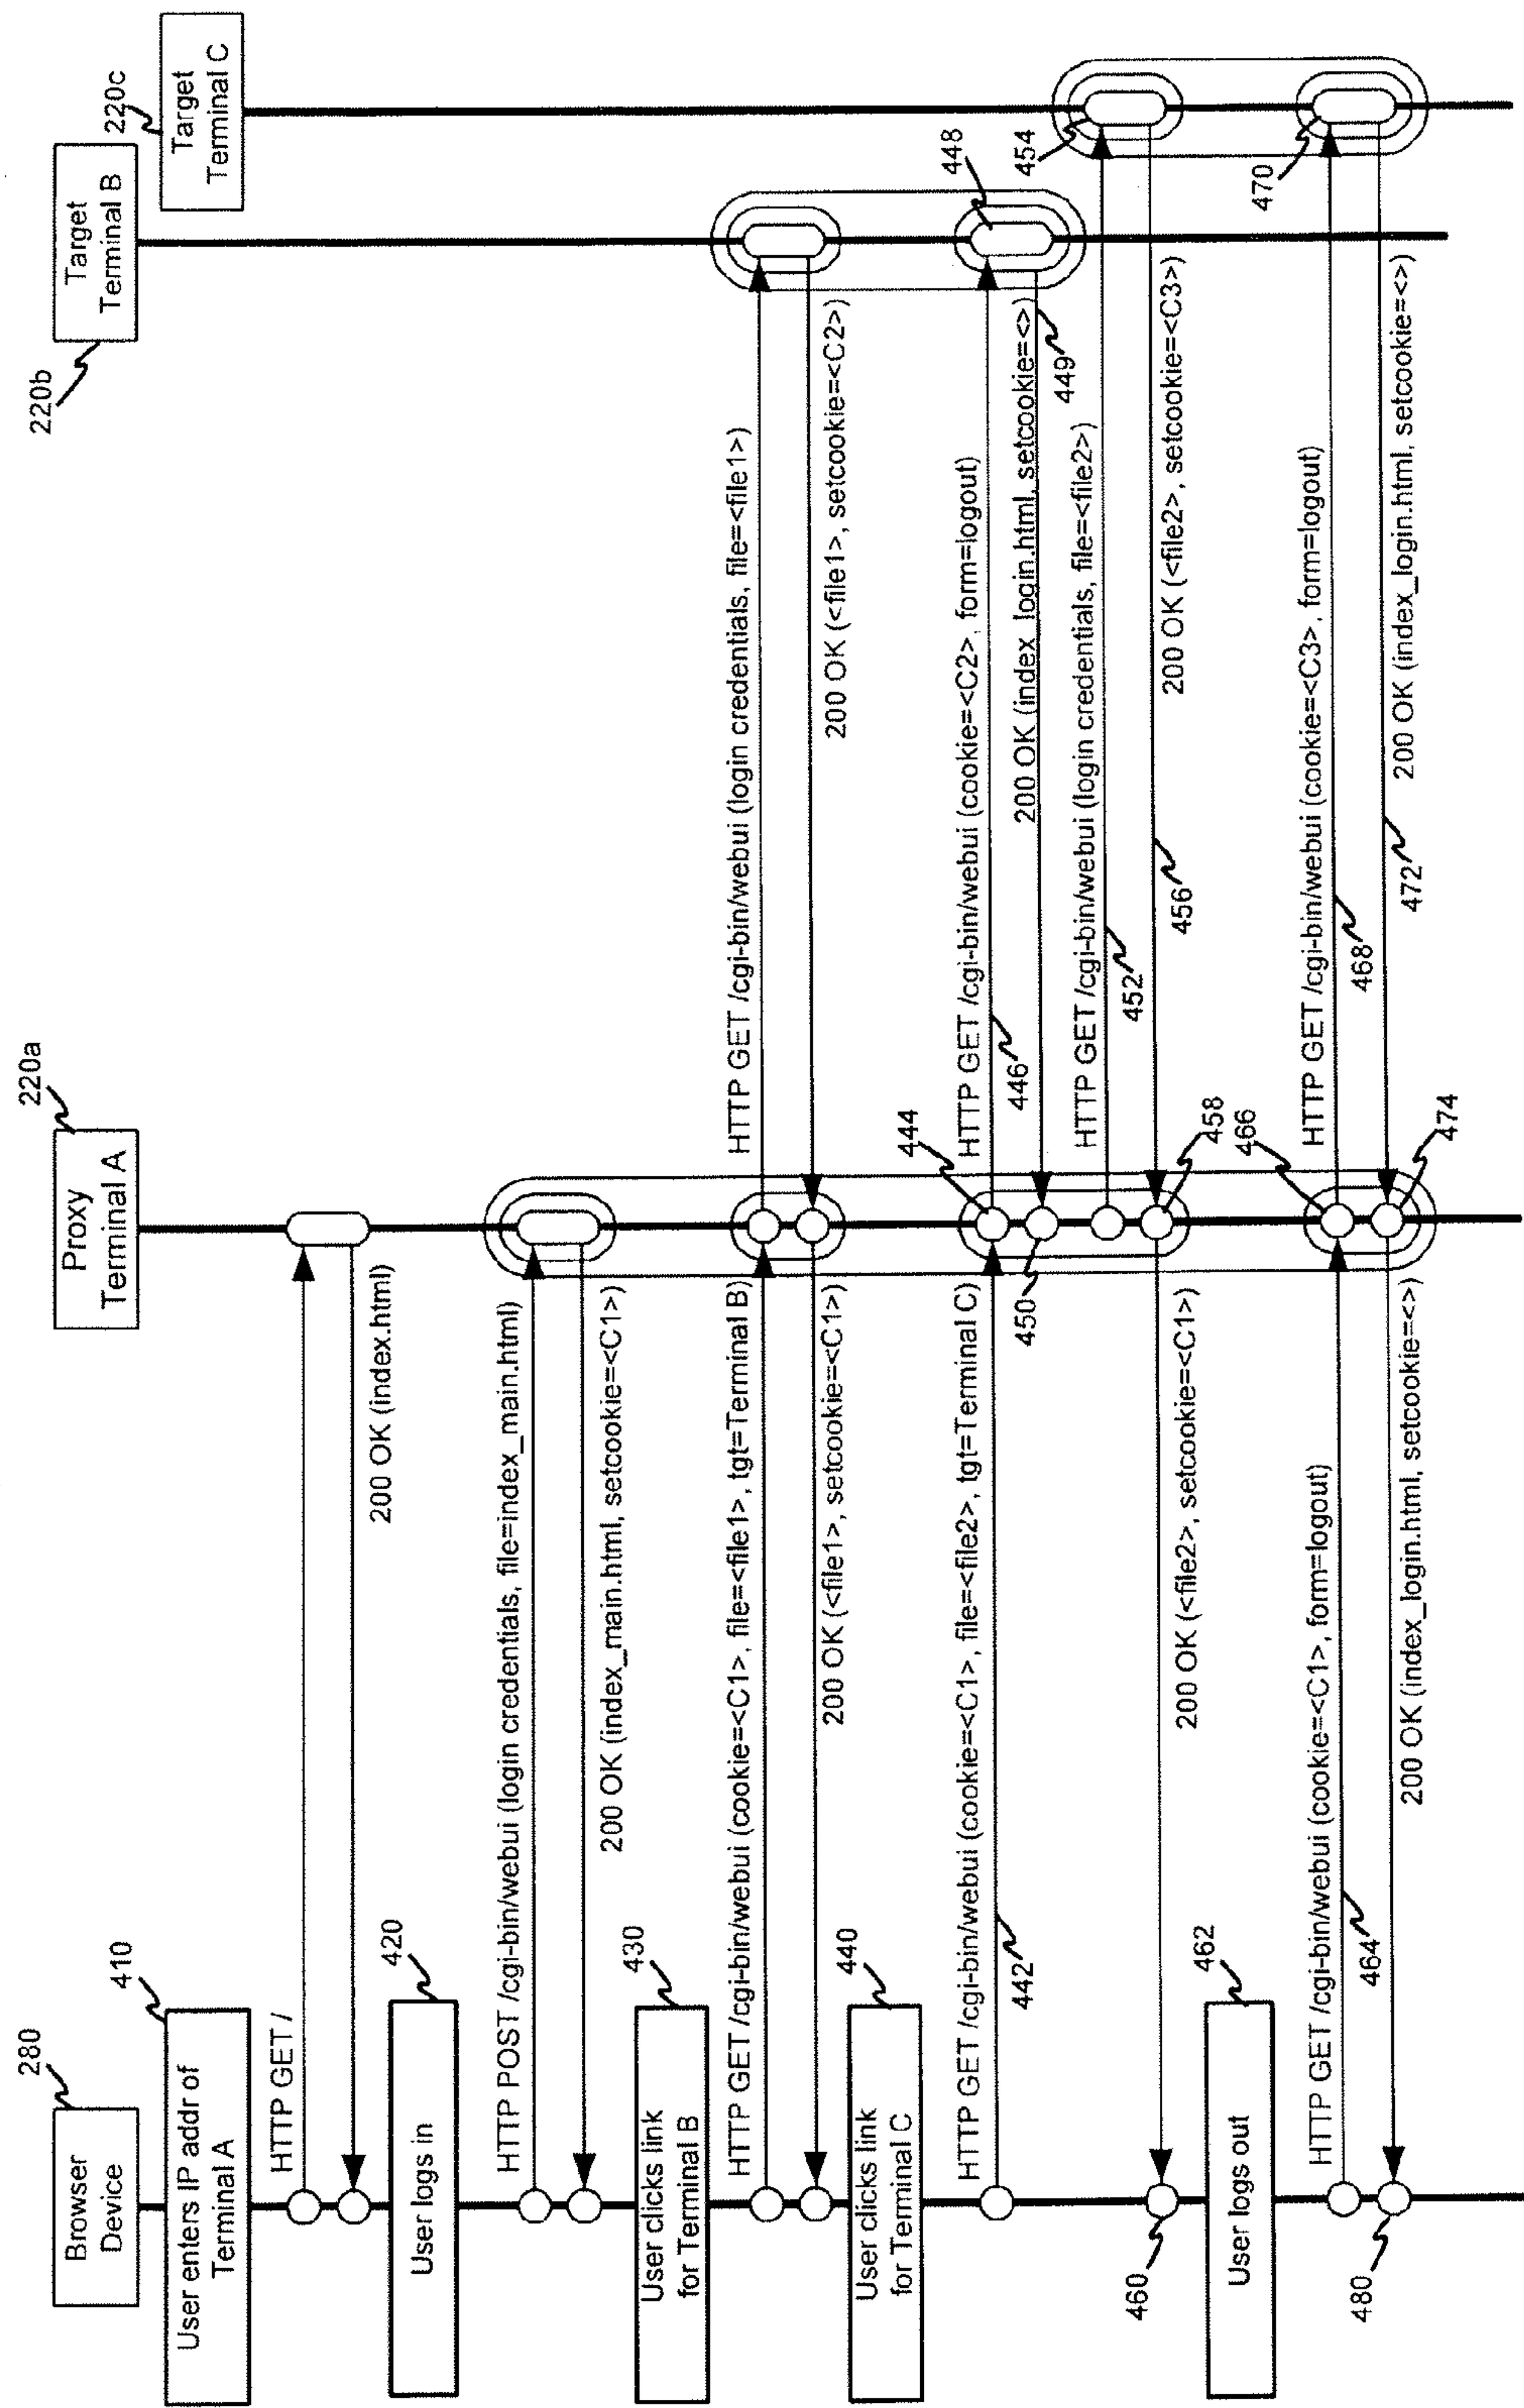 280
Browser
Device
220a
Proxy
Terminal A
220b
Target
Terminal B
220c
Target
Terminal C
410
User enters IP addr of
Terminal A
HTTP GET /
200 OK (index.html)
420
User logs in
HTTP POST /cgi-bin/webui (login credentials, file=index_main.html)
200 OK (index_main.html, setcookie=<C1>)
430
User clicks link
for Terminal B
HTTP GET /cgi-bin/webui (cookie=<C1>, file=<file1>, tgt=Terminal B)
HTTP GET /cgi-bin/webui (login credentials, file=<file1>)
200 OK (<file1>, setcookie=<C1>)
200 OK (<file1>, setcookie=<C2>)
440
User clicks link
for Terminal C
HTTP GET /cgi-bin/webui (cookie=<C1>, file=<file2>, tgt=Terminal C)
442
444
HTTP GET /cgi-bin/webui (cookie=<C2>, form=logout)
446
448
450
200 OK (index_login.html, setcookie=<>)
449
HTTP GET /cgi-bin/webui (login credentials, file=<file2>)
452
454
200 OK (<file2>, setcookie=<C1>)
200 OK (<file2>, setcookie=<C3>)
456
458
460
462
User logs out
HTTP GET /cgi-bin/webui (cookie=<C1>, form=logout)
464
466
HTTP GET /cgi-bin/webui (cookie=<C3>, form=logout)
468
470
200 OK (index_login.html, setcookie=<>)
200 OK (index_login.html, setcookie=<>)
472
474
480